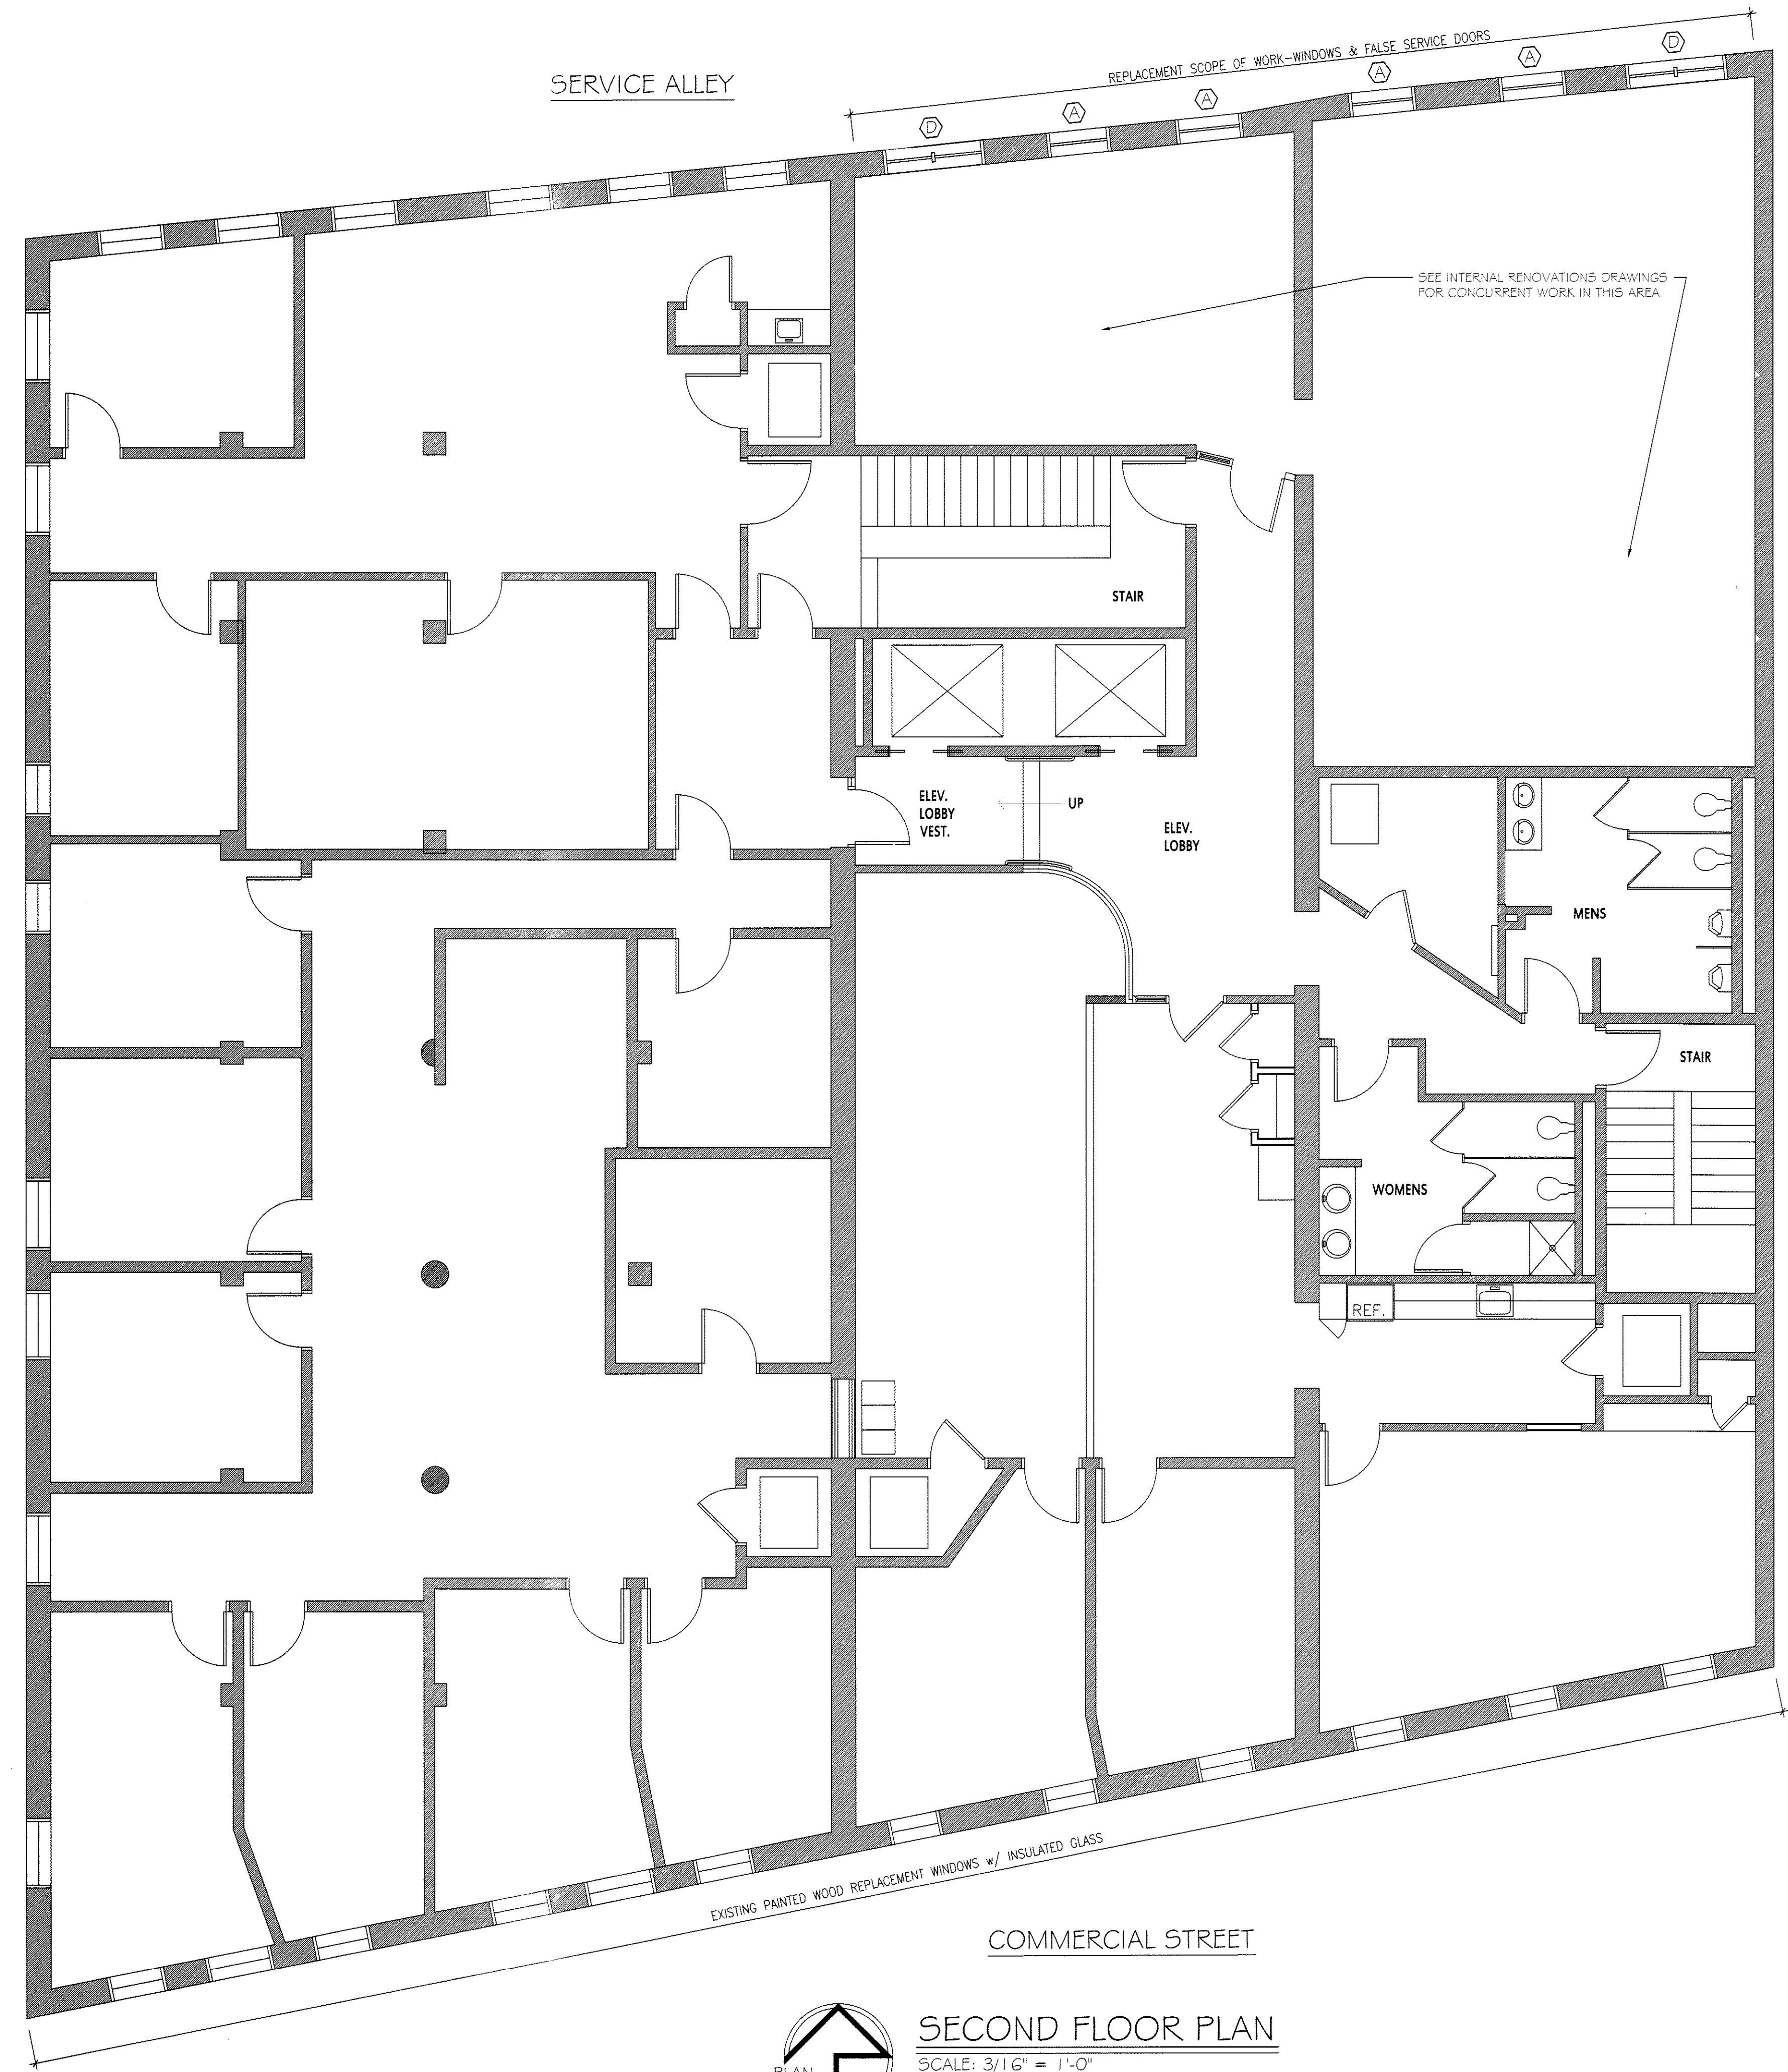 SERVICE ALLEY
REPLACEMENT SCOPE OF WORK-WINDOWS & FALSE SERVICE DOORS
D
A
A
A
A
D
SEE INTERNAL RENOVATIONS DRAWINGS
FOR CONCURRENT WORK IN THIS AREA
STAIR
ELEV.
LOBBY
VEST.
UP
ELEV.
LOBBY
MENS
STAIR
WOMENS
REF.
EXISTING PAINTED WOOD REPLACEMENT WINDOWS w/ INSULATED GLASS
COMMERCIAL STREET
PLAN
SECOND FLOOR PLAN
SCALE: 3/16" = 1'-0"